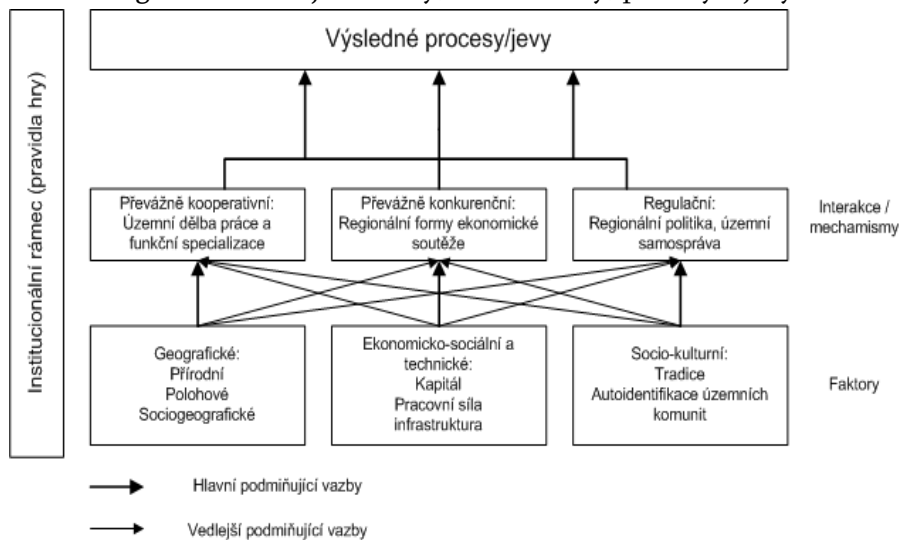 Výsledné procesy/jevy
Institucionální rámec (pravidla hry)
Převážně kooperativní:
Územní dělba práce a
funkční specializace
Převážně konkurenční:
Regionální formy ekonomické
soutěže
Regulační:
Regionální politika, územní
samospráva
Interakce /
mechamismy
Geografické:
Přírodní
Polohové
Sociogeografické
Ekonomicko-sociální a
technické:
Kapitál
Pracovní síla
infrastruktura
Socio-kulturní:
Tradice
Autoidentifikace územních
komunit
Faktory
Hlavní podmiňující vazby
Vedlejší podmiňující vazby